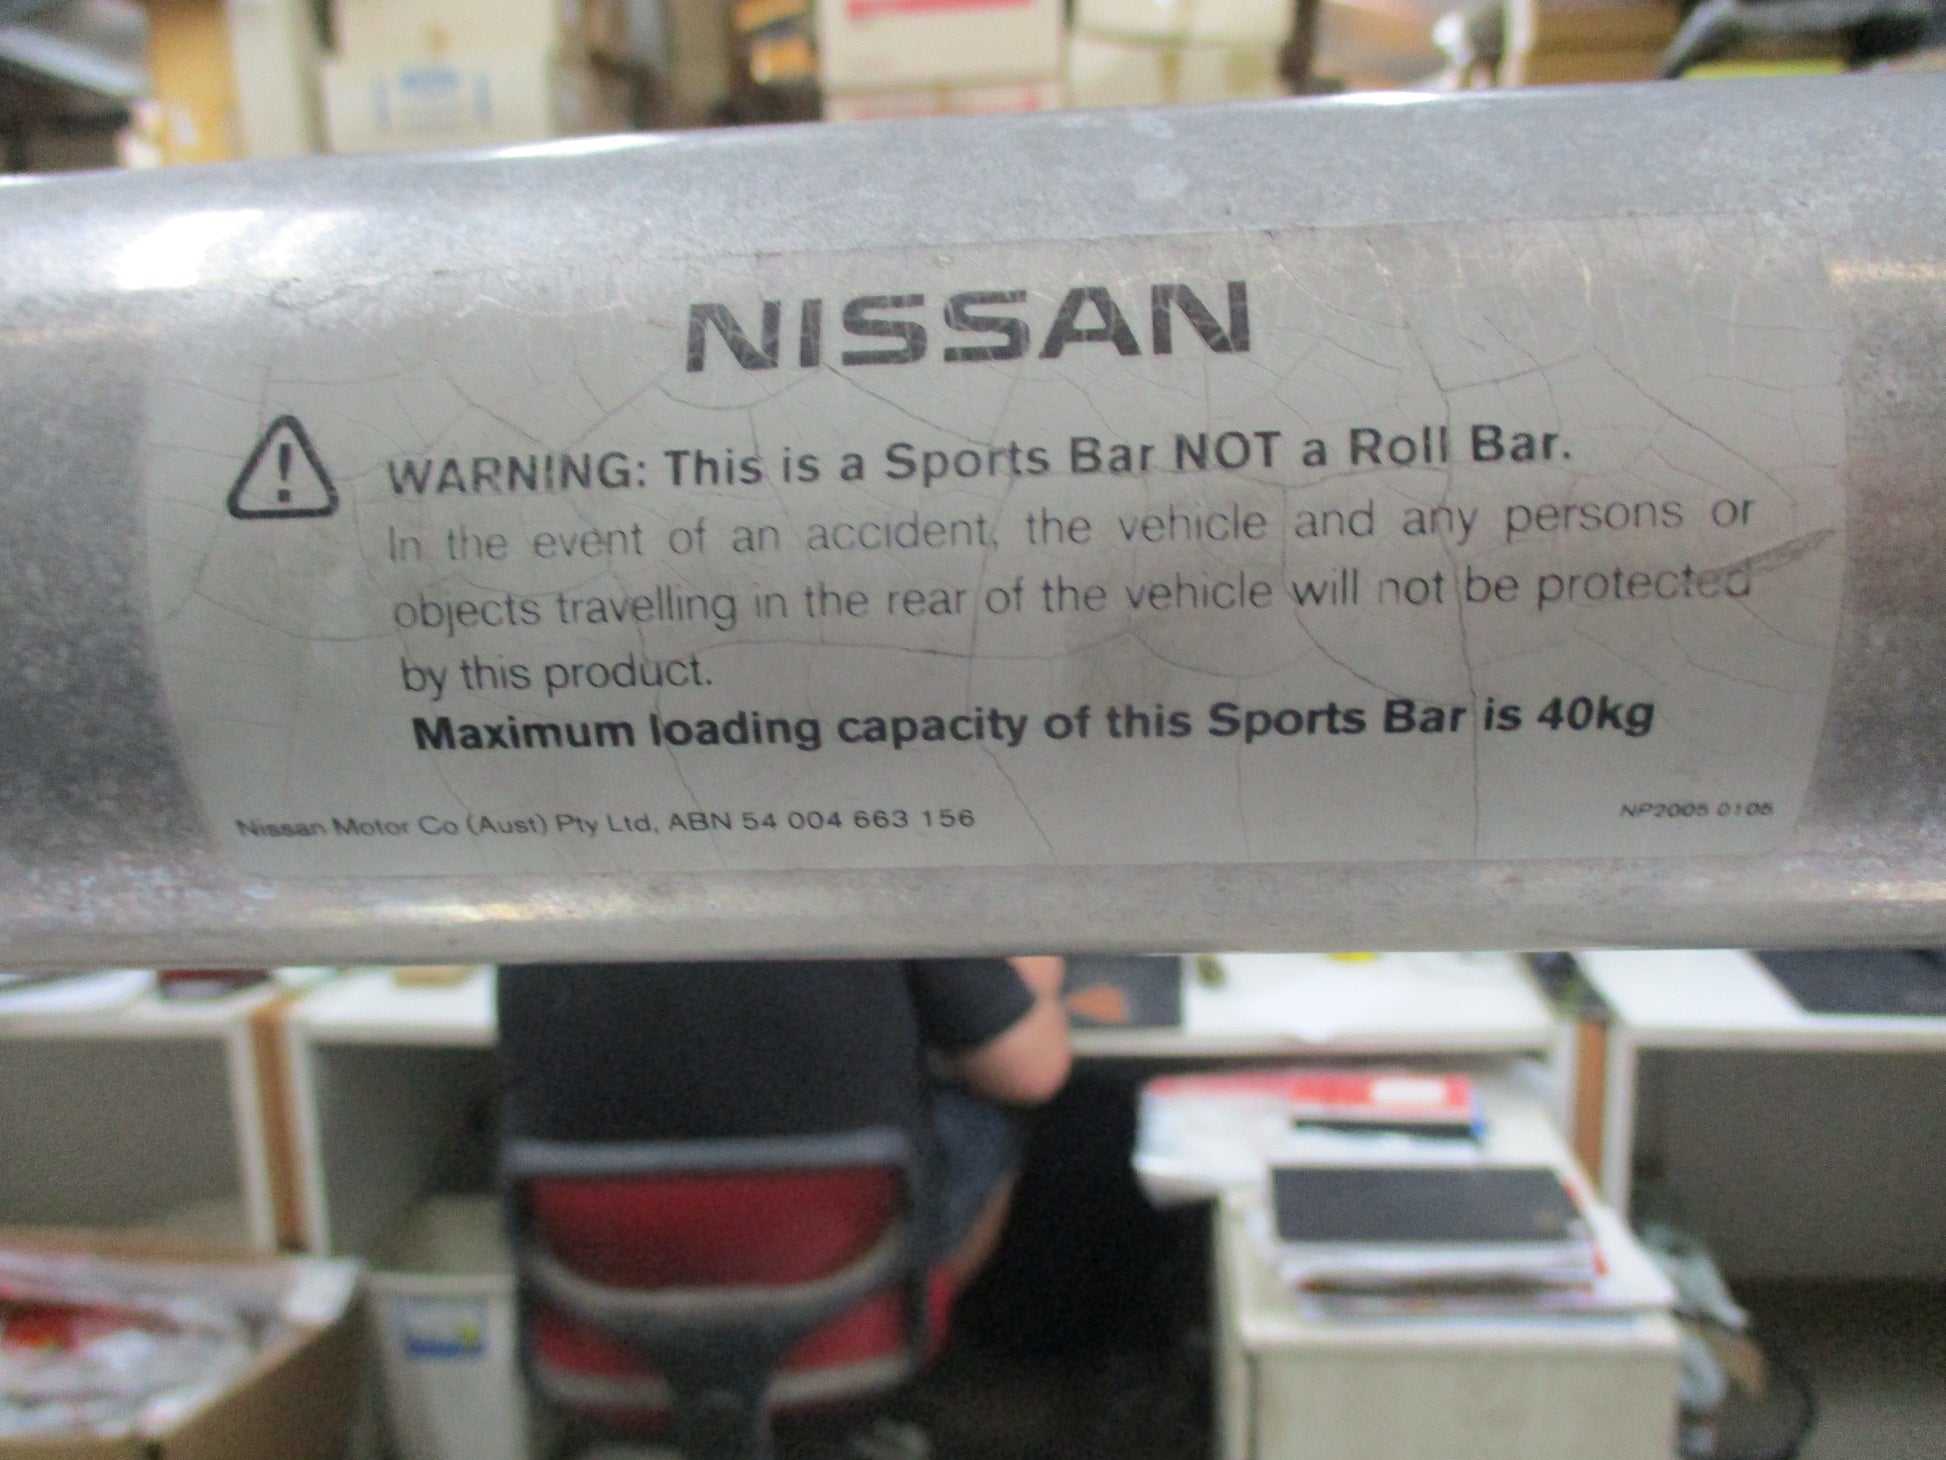 NISSAN
WARNING: This is a Sports Bar NOT a Roll Bar.
In the event of an accident, the vehicle and any persons or
objects travelling in the rear of the vehicle will not be protected
by this product.
Maximum loading capacity of this Sports Bar is 40kg
Nissan Motor Co (Aust) Pty Ltd, ABN 54 004 663 156
NP2005 0105